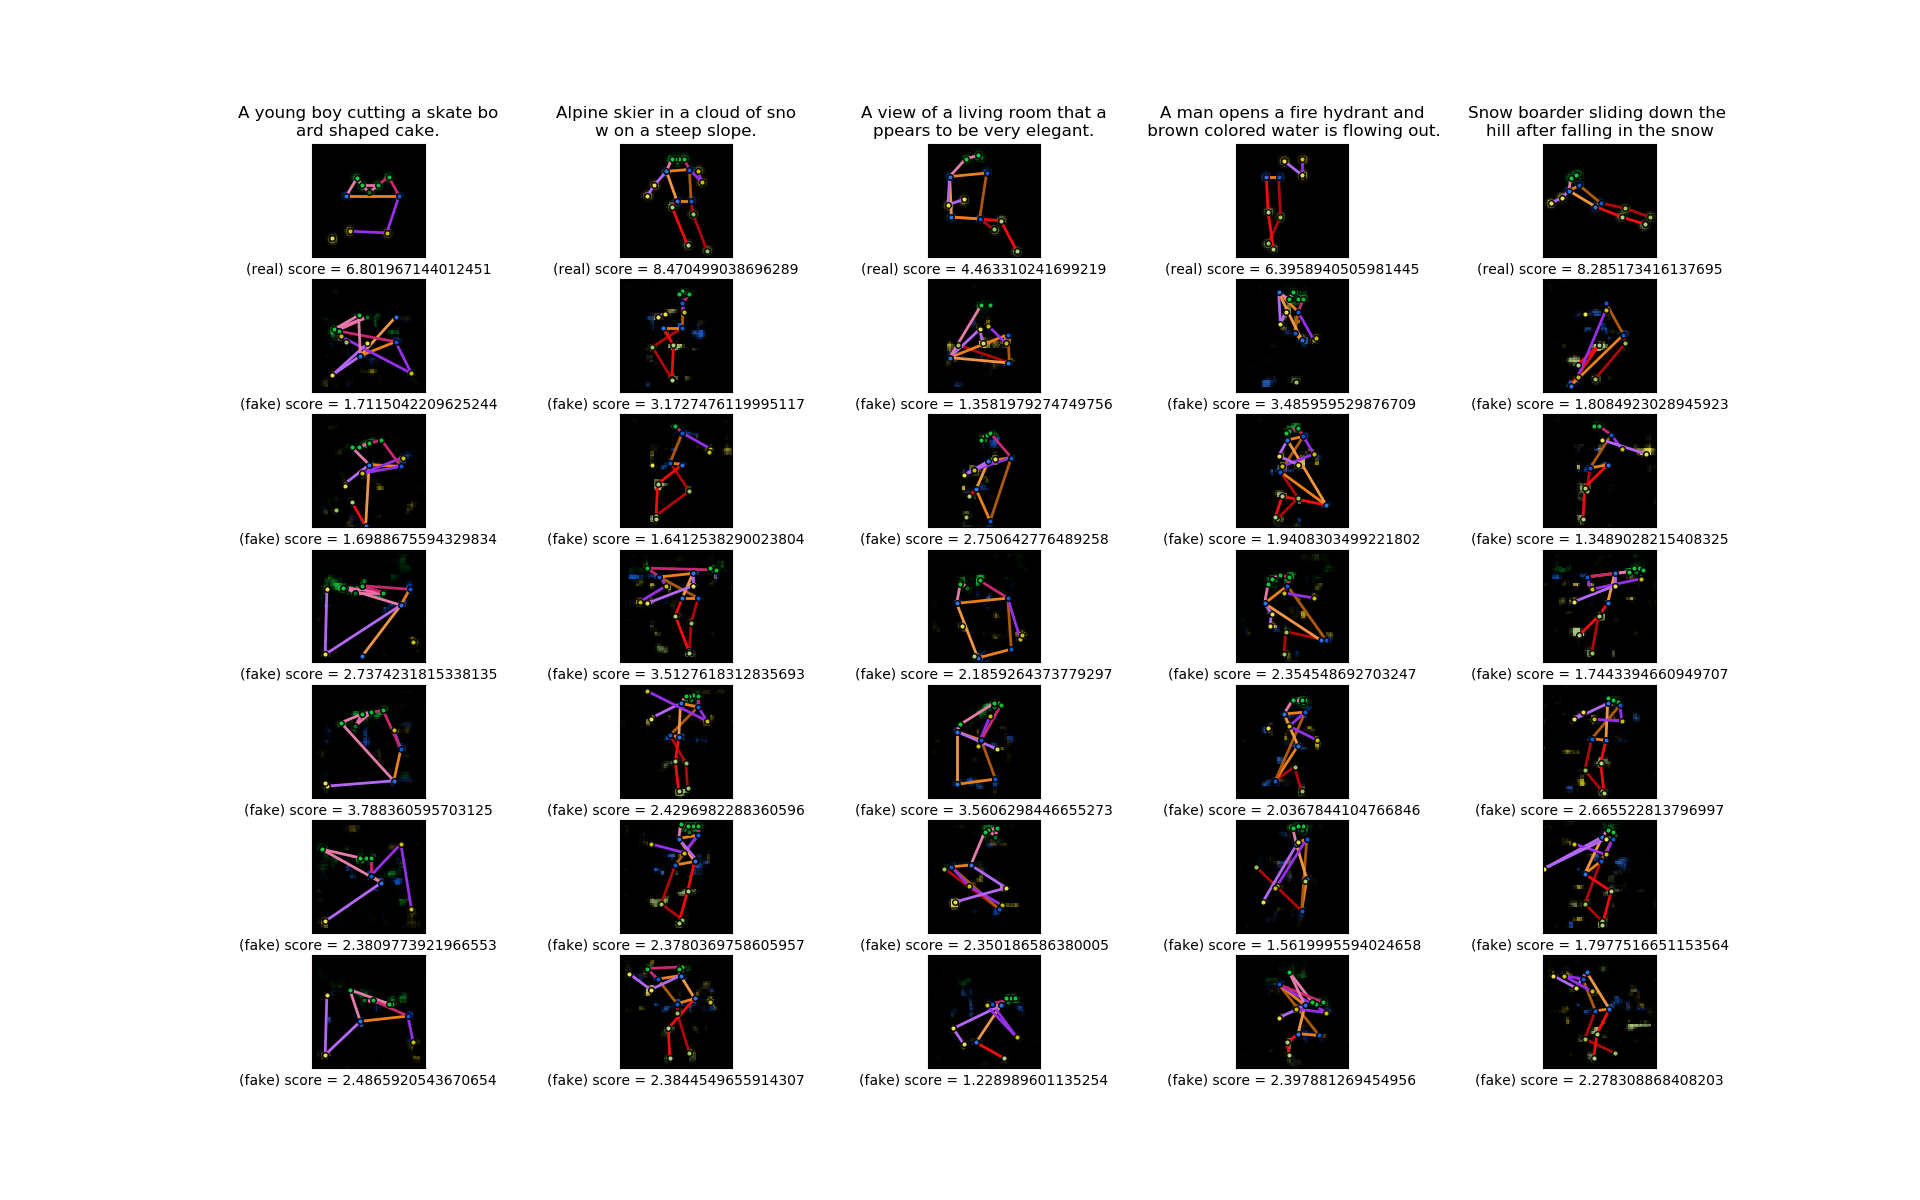 A young boy cutting a skate bo
ard shaped cake.
Alpine skier in a cloud of sno
w on a steep slope.
A view of a living room that a
ppears to be very elegant.
A man opens a fire hydrant and
brown colored water is flowing out.
Snow boarder sliding down the
hill after falling in the snow
(real) score = 6.801967144012451
(real) score = 8.470499038696289
(real) score = 4.463310241699219
(real) score = 6.3958940505981445
(real) score = 8.285173416137695
(fake) score = 1.7115042209625244
(fake) score = 3.1727476119995117
(fake) score = 1.3581979274749756
(fake) score = 3.485959529876709
(fake) score = 1.8084923028945923
(fake) score = 1.6988675594329834
(fake) score = 1.6412538290023804
(fake) score = 2.750642776489258
(fake) score = 1.9408303499221802
(fake) score = 1.3489028215408325
(fake) score = 2.7374231815338135
(fake) score = 3.5127618312835693
(fake) score = 2.1859264373779297
(fake) score = 2.354548692703247
(fake) score = 1.7443394660949707
(fake) score = 3.788360595703125
(fake) score = 2.4296982288360596
(fake) score = 3.5606298446655273
(fake) score = 2.0367844104766846
(fake) score = 2.665522813796997
(fake) score = 2.3809773921966553
(fake) score = 2.3780369758605957
(fake) score = 2.350186586380005
(fake) score = 1.5619995594024658
(fake) score = 1.7977516651153564
(fake) score = 2.4865920543670654
(fake) score = 2.3844549655914307
(fake) score = 1.228989601135254
(fake) score = 2.397881269454956
(fake) score = 2.278308868408203